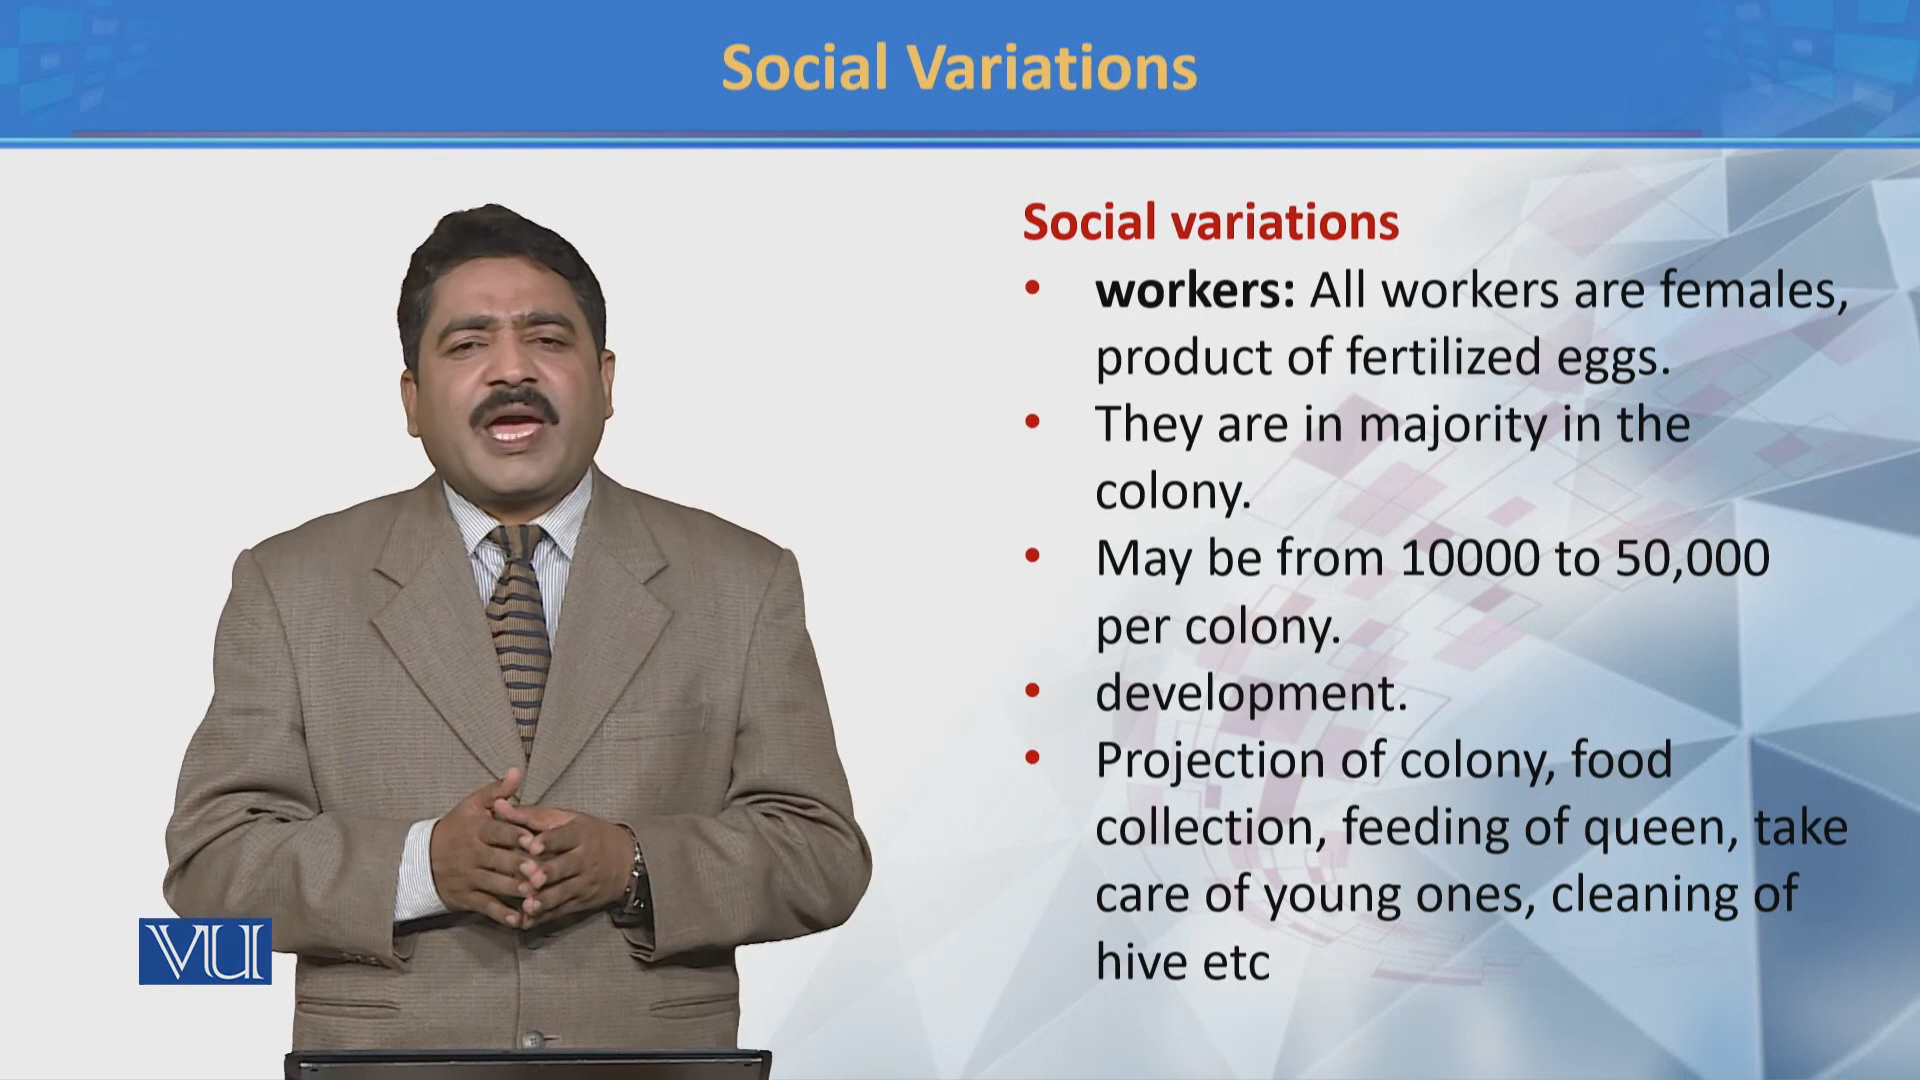 Social Variations
Social variations
• workers: All workers are females,
product of fertilized eggs.
• They are in majority in the
colony.
• May be from 10000 to 50,000
per colony.
• development.
• Projection of colony, food
collection, feeding of queen, take
care of young ones, cleaning of
hive etc
VU